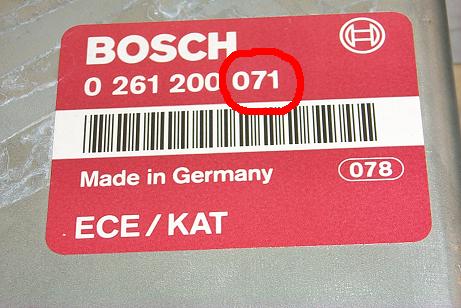 BOSCH
0 261 200 071
Made in Germany
078
ECE/KAT